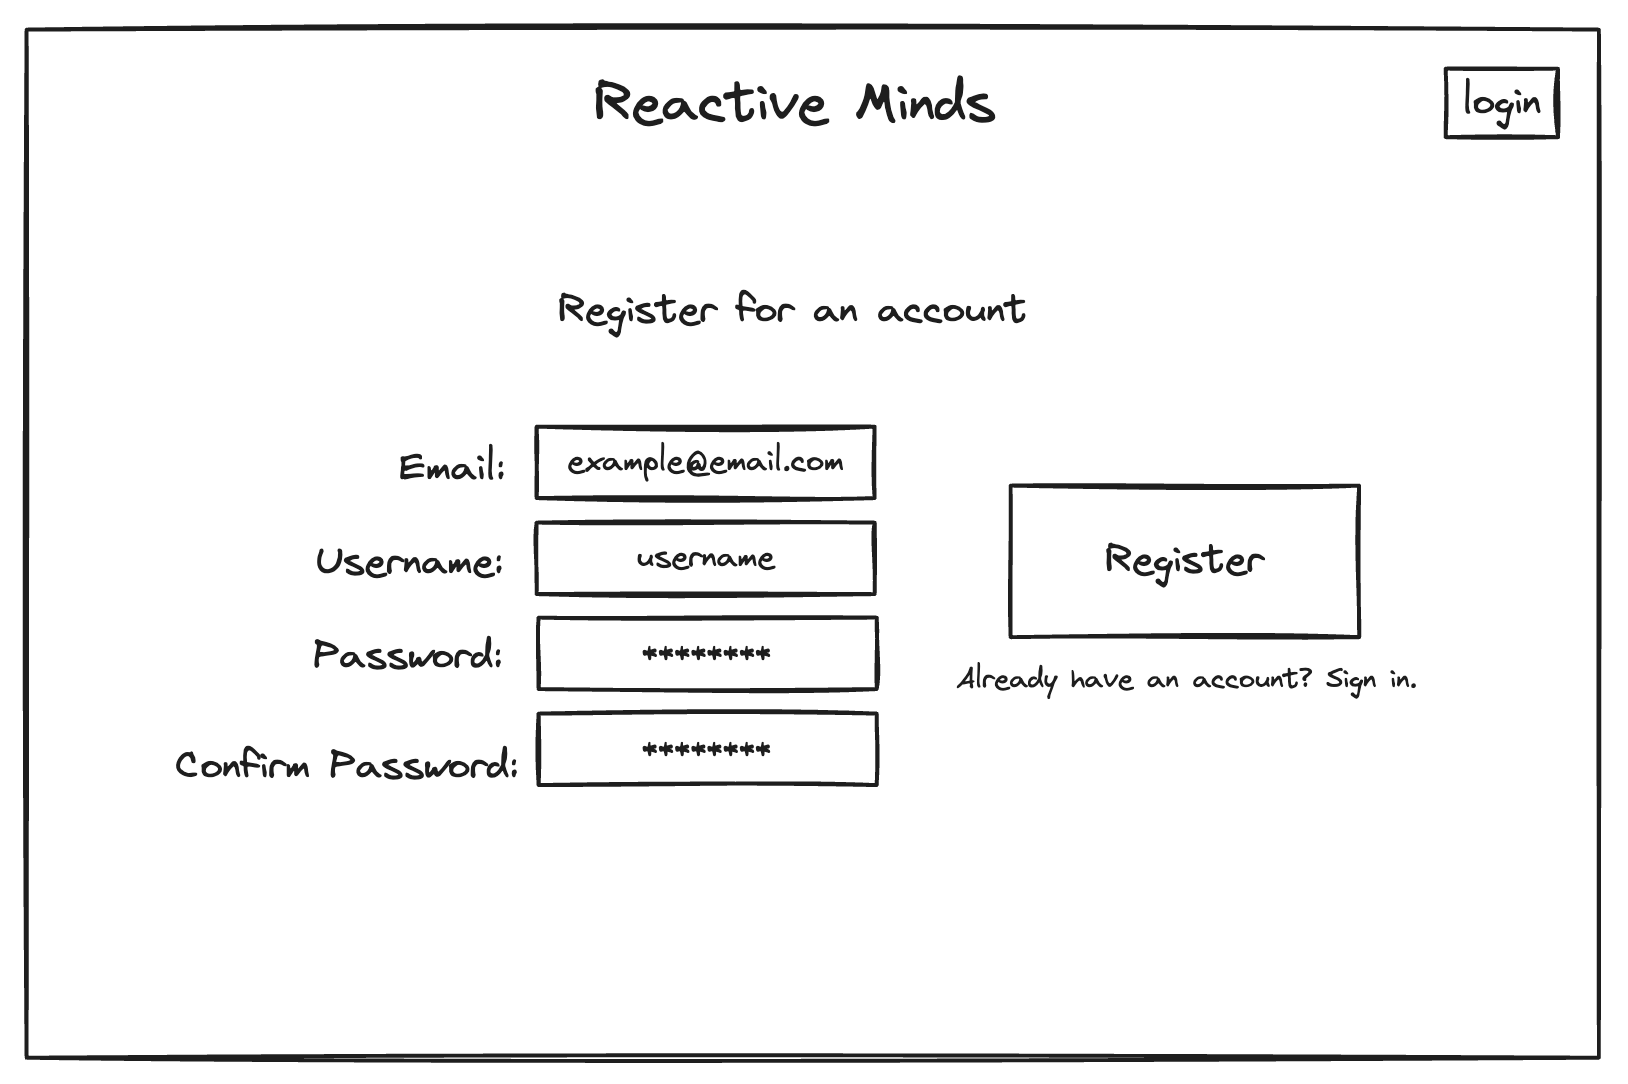 Reactive Minds
login
Register for an account
Email:
example@email.com
Username:
username
Password:
********
Confirm Password:
********
Register
Already have an account? Sign in.